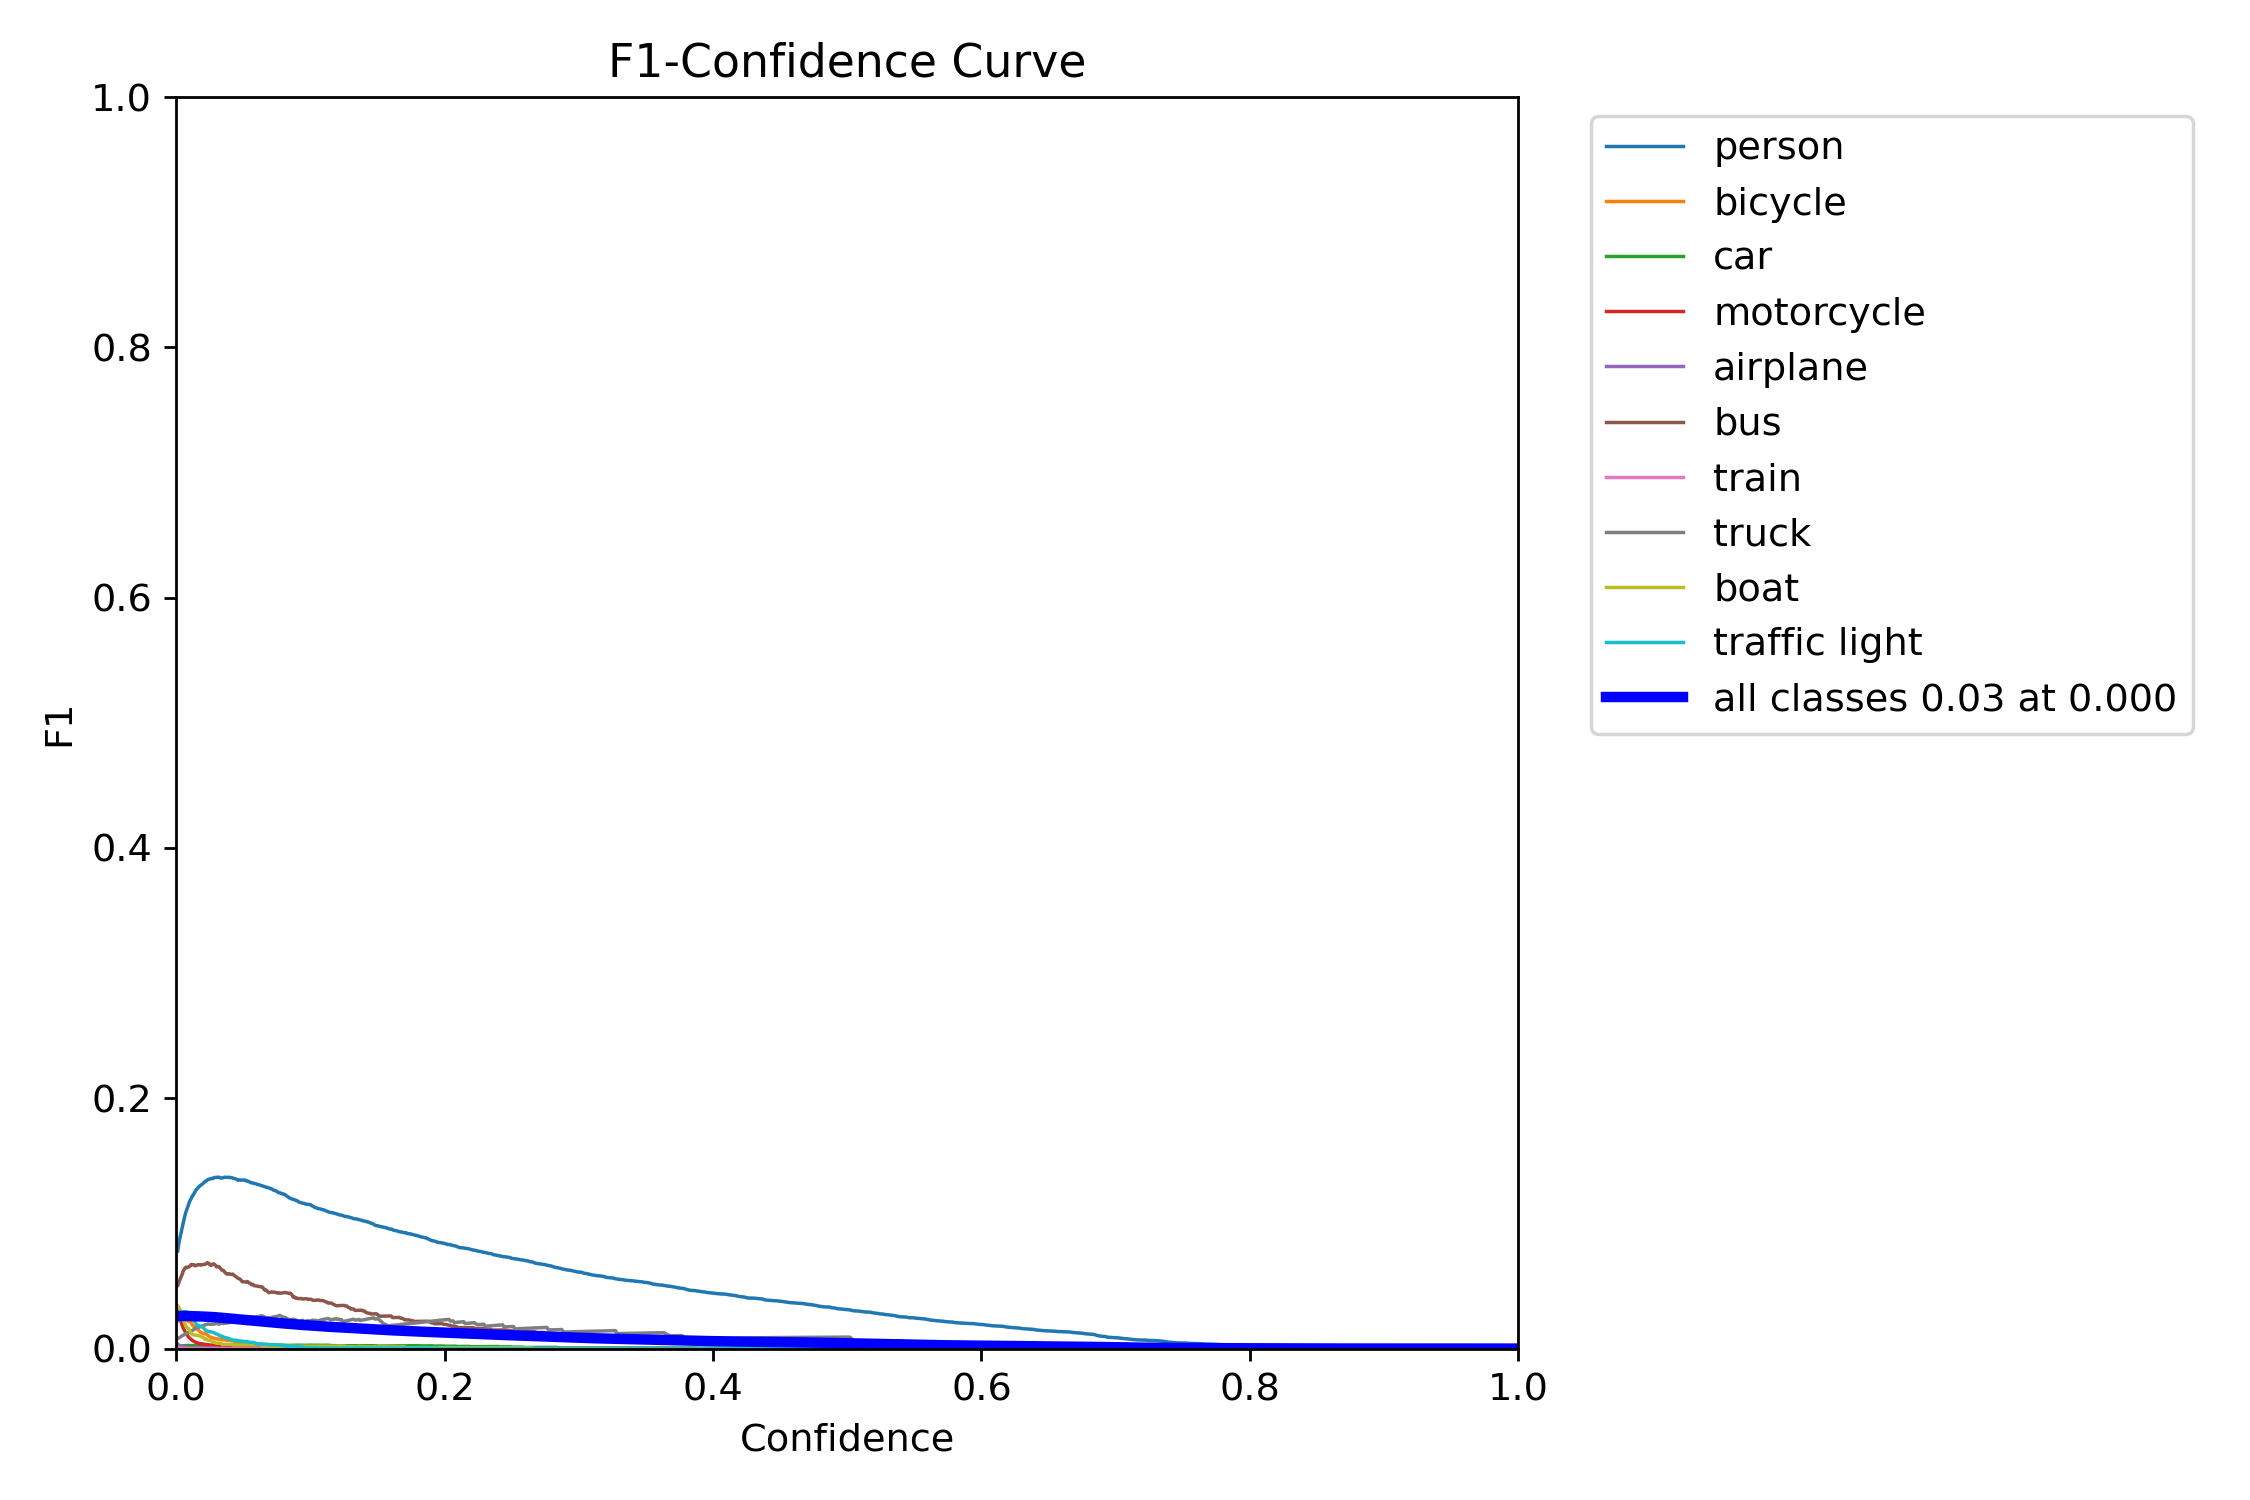 F1-Confidence Curve
1.0
0.8
0.6
0.4
0.2
0.0
F1
0.0 0.2 0.4 0.6 0.8 1.0
Confidence
person
bicycle
car
motorcycle
airplane
bus
train
truck
boat
traffic light
all classes 0.03 at 0.000